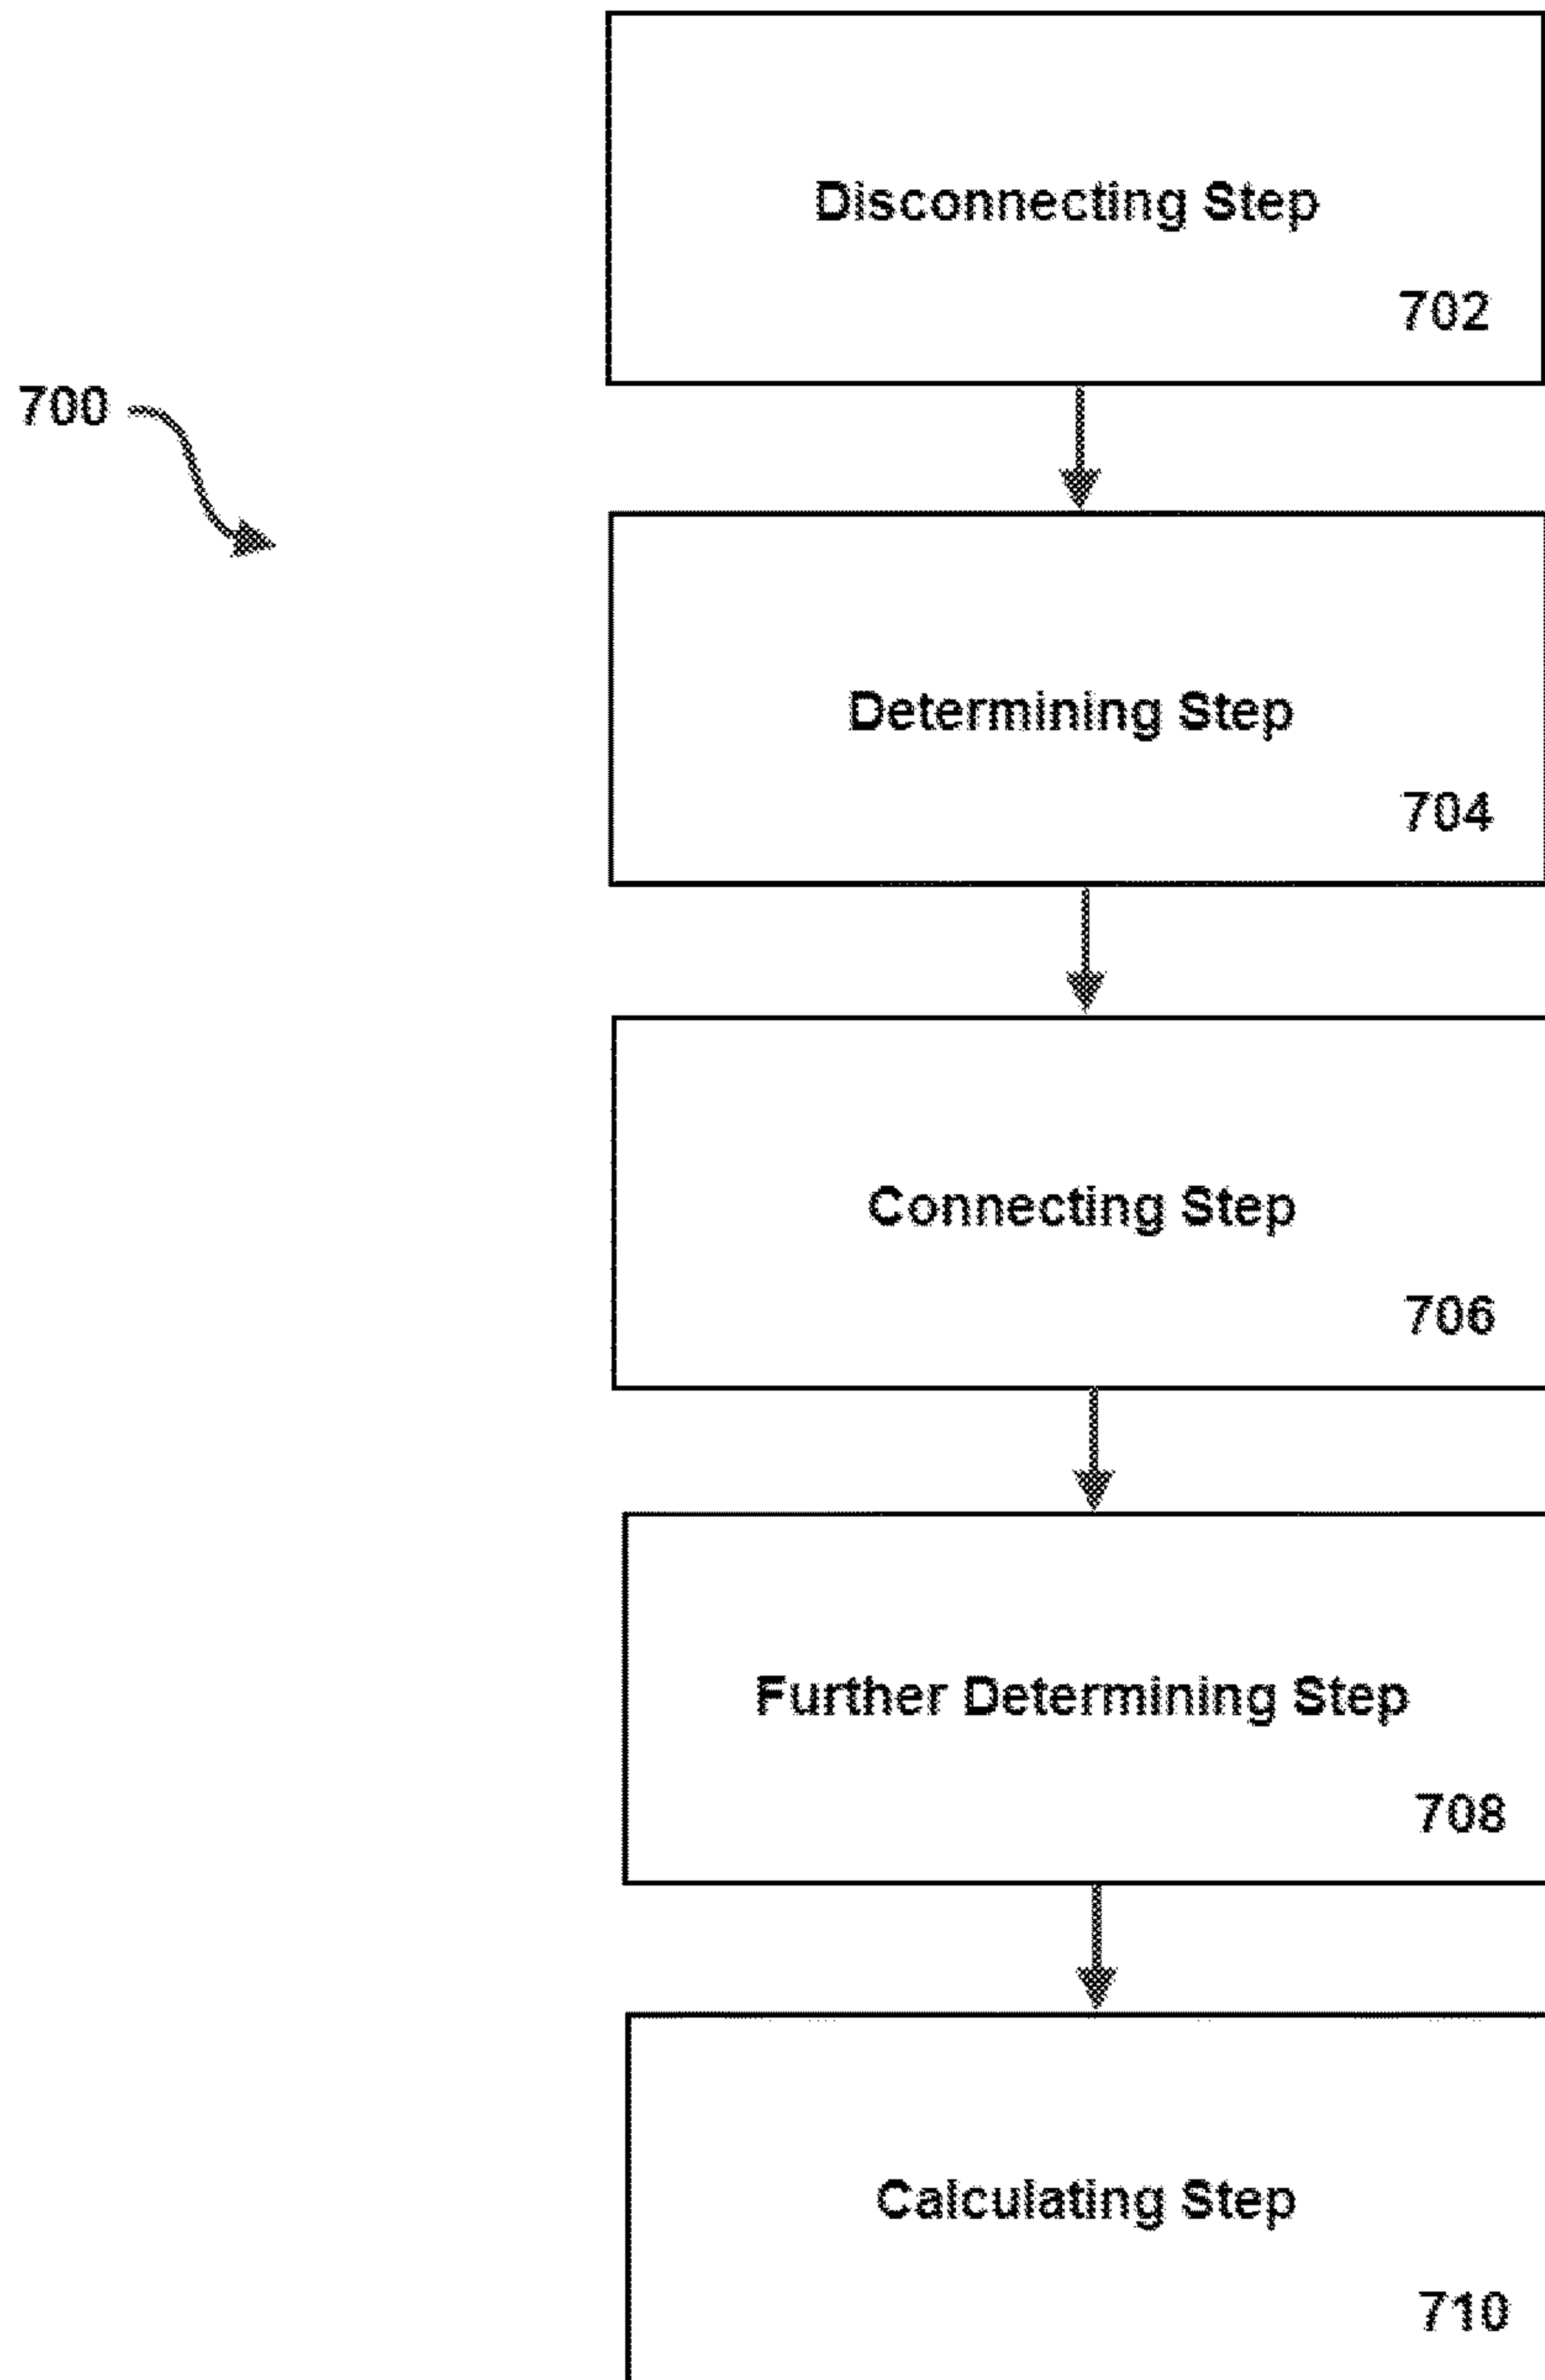 Disconnecting Step
702
700
Determining Step
704
Connecting Step
706
Further Determining Step
708
Calculating Step
710